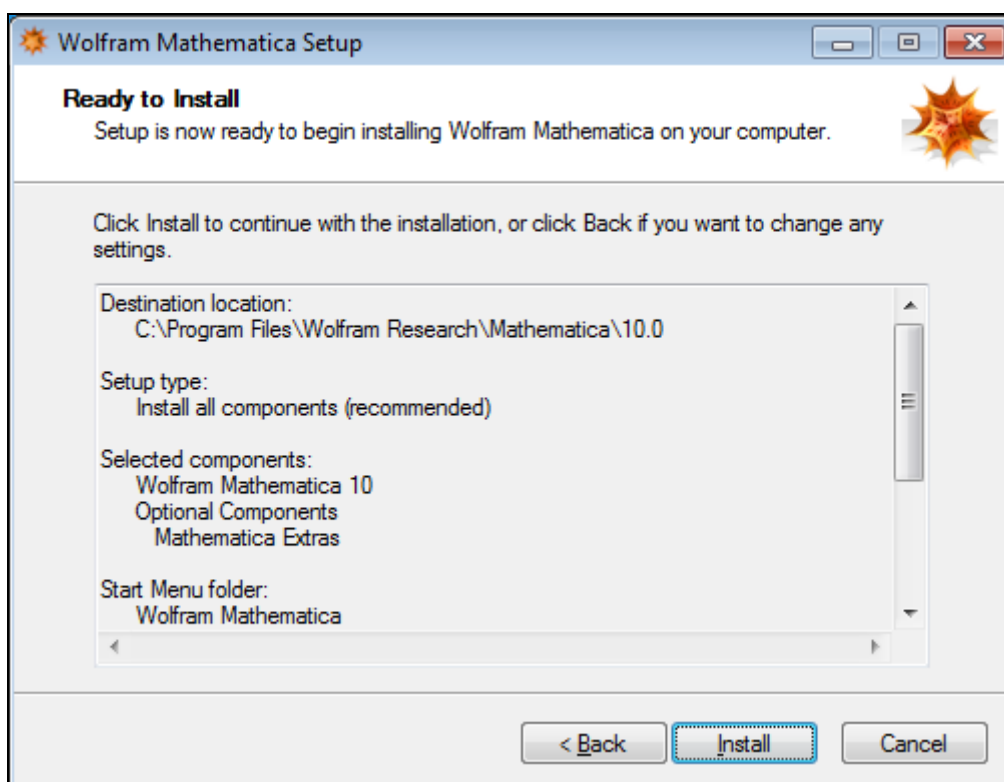 Wolfram Mathematica Setup
Ready to Install
Setup is now ready to begin installing Wolfram Mathematica on your computer.
Click Install to continue with the installation, or click Back if you want to change any
settings.
Destination location:
C:\Program Files\Wolfram Research\Mathematica\10.0
Setup type:
Install all components (recommended)
Selected components:
Wolfram Mathematica 10
Optional Components
Mathematica Extras
Start Menu folder:
Wolfram Mathematica
< Back
Install
Cancel